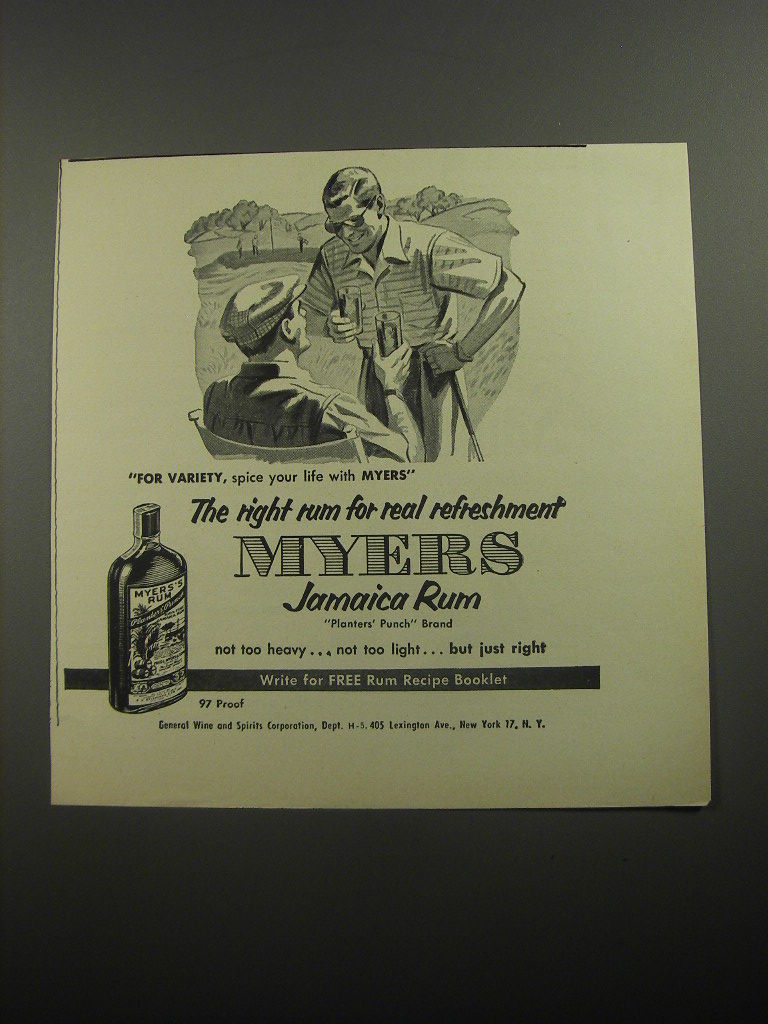 "FOR VARIETY, spice your life with MYERS"
The right rum for real refreshment
MYERS
Jamaica Rum
"Planters' Punch" Brand
not too heavy... not too light... but just right
Write for FREE Rum Recipe Booklet
MYERS'S
RUM
Planters' Punch
97 Proof
General Wine and Spirits Corporation, Dept. H-5, 405 Lexington Ave., New York 17, N. Y.